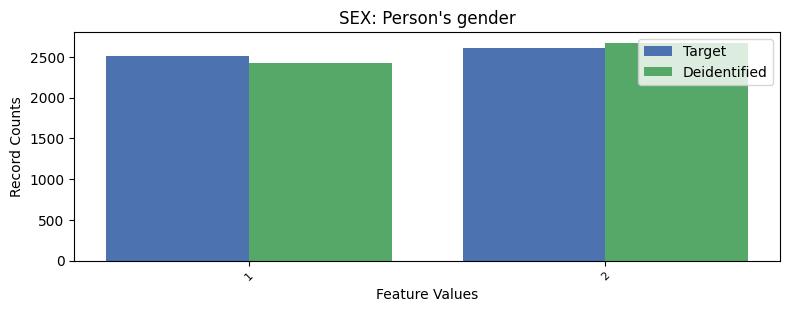 SEX: Person's gender
Target
Deidentified
Record Counts
2500
2000
1500
1000
500
0
1
2
Feature Values